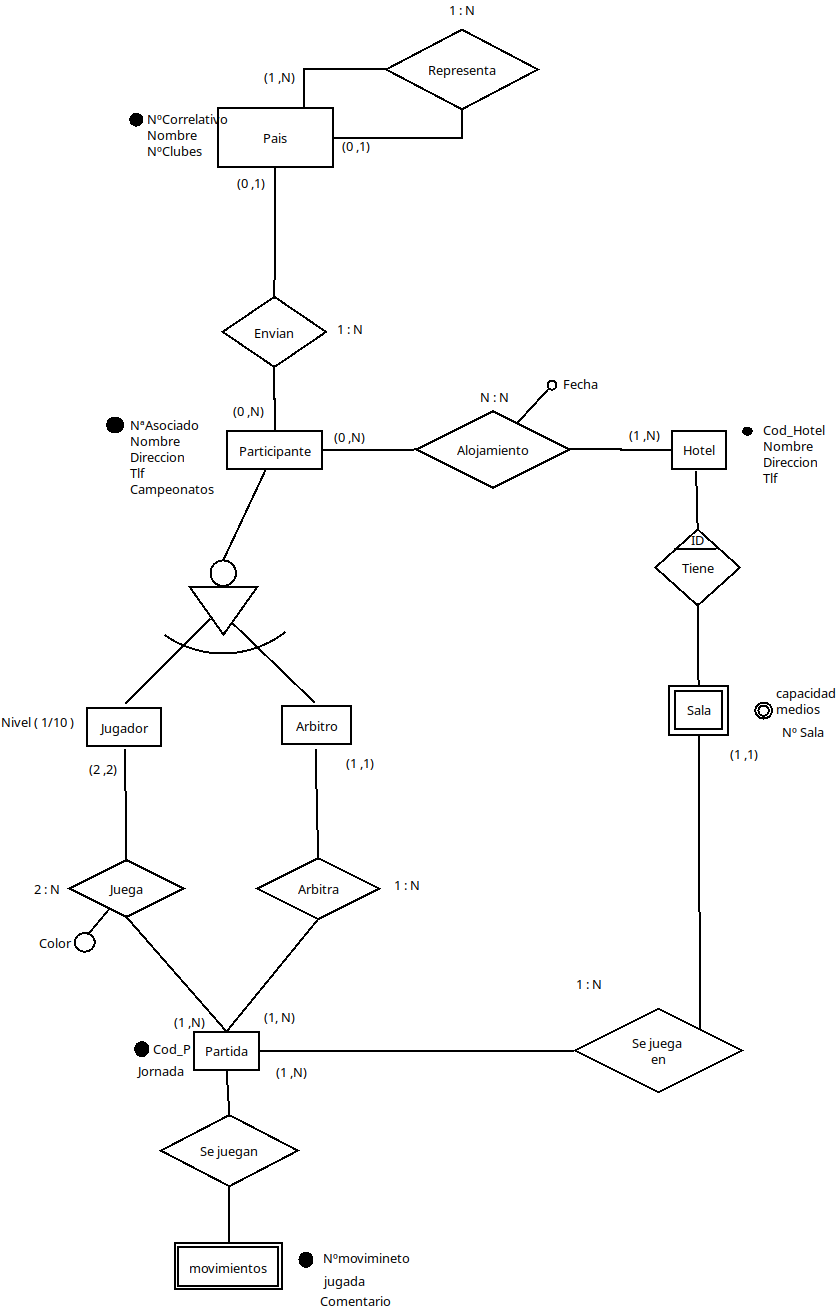 1 : N
Representa
(1 ,N)
NºCorrelativo
Nombre
NºClubes
Pais
(0 ,1)
(0 ,1)
Envian
1 : N
Fecha
N : N
(0 ,N)
NªAsociado
Nombre
Direccion
Tlf
Campeonatos
Participante
(0 ,N)
Alojamiento
(1 ,N)
Hotel
Cod_Hotel
Nombre
Direccion
Tlf
ID
Tiene
Nivel ( 1/10 )
Jugador
Arbitro
Sala
capacidad
medios
Nº Sala
(2 ,2)
(1 ,1)
(1 ,1)
2 : N
Juega
Arbitra
1 : N
Color
1 : N
(1 ,N)
(1, N)
Cod_P
Jornada
Partida
(1 ,N)
Se juega
en
Se juegan
movimientos
Nºmovimineto
jugada
Comentario